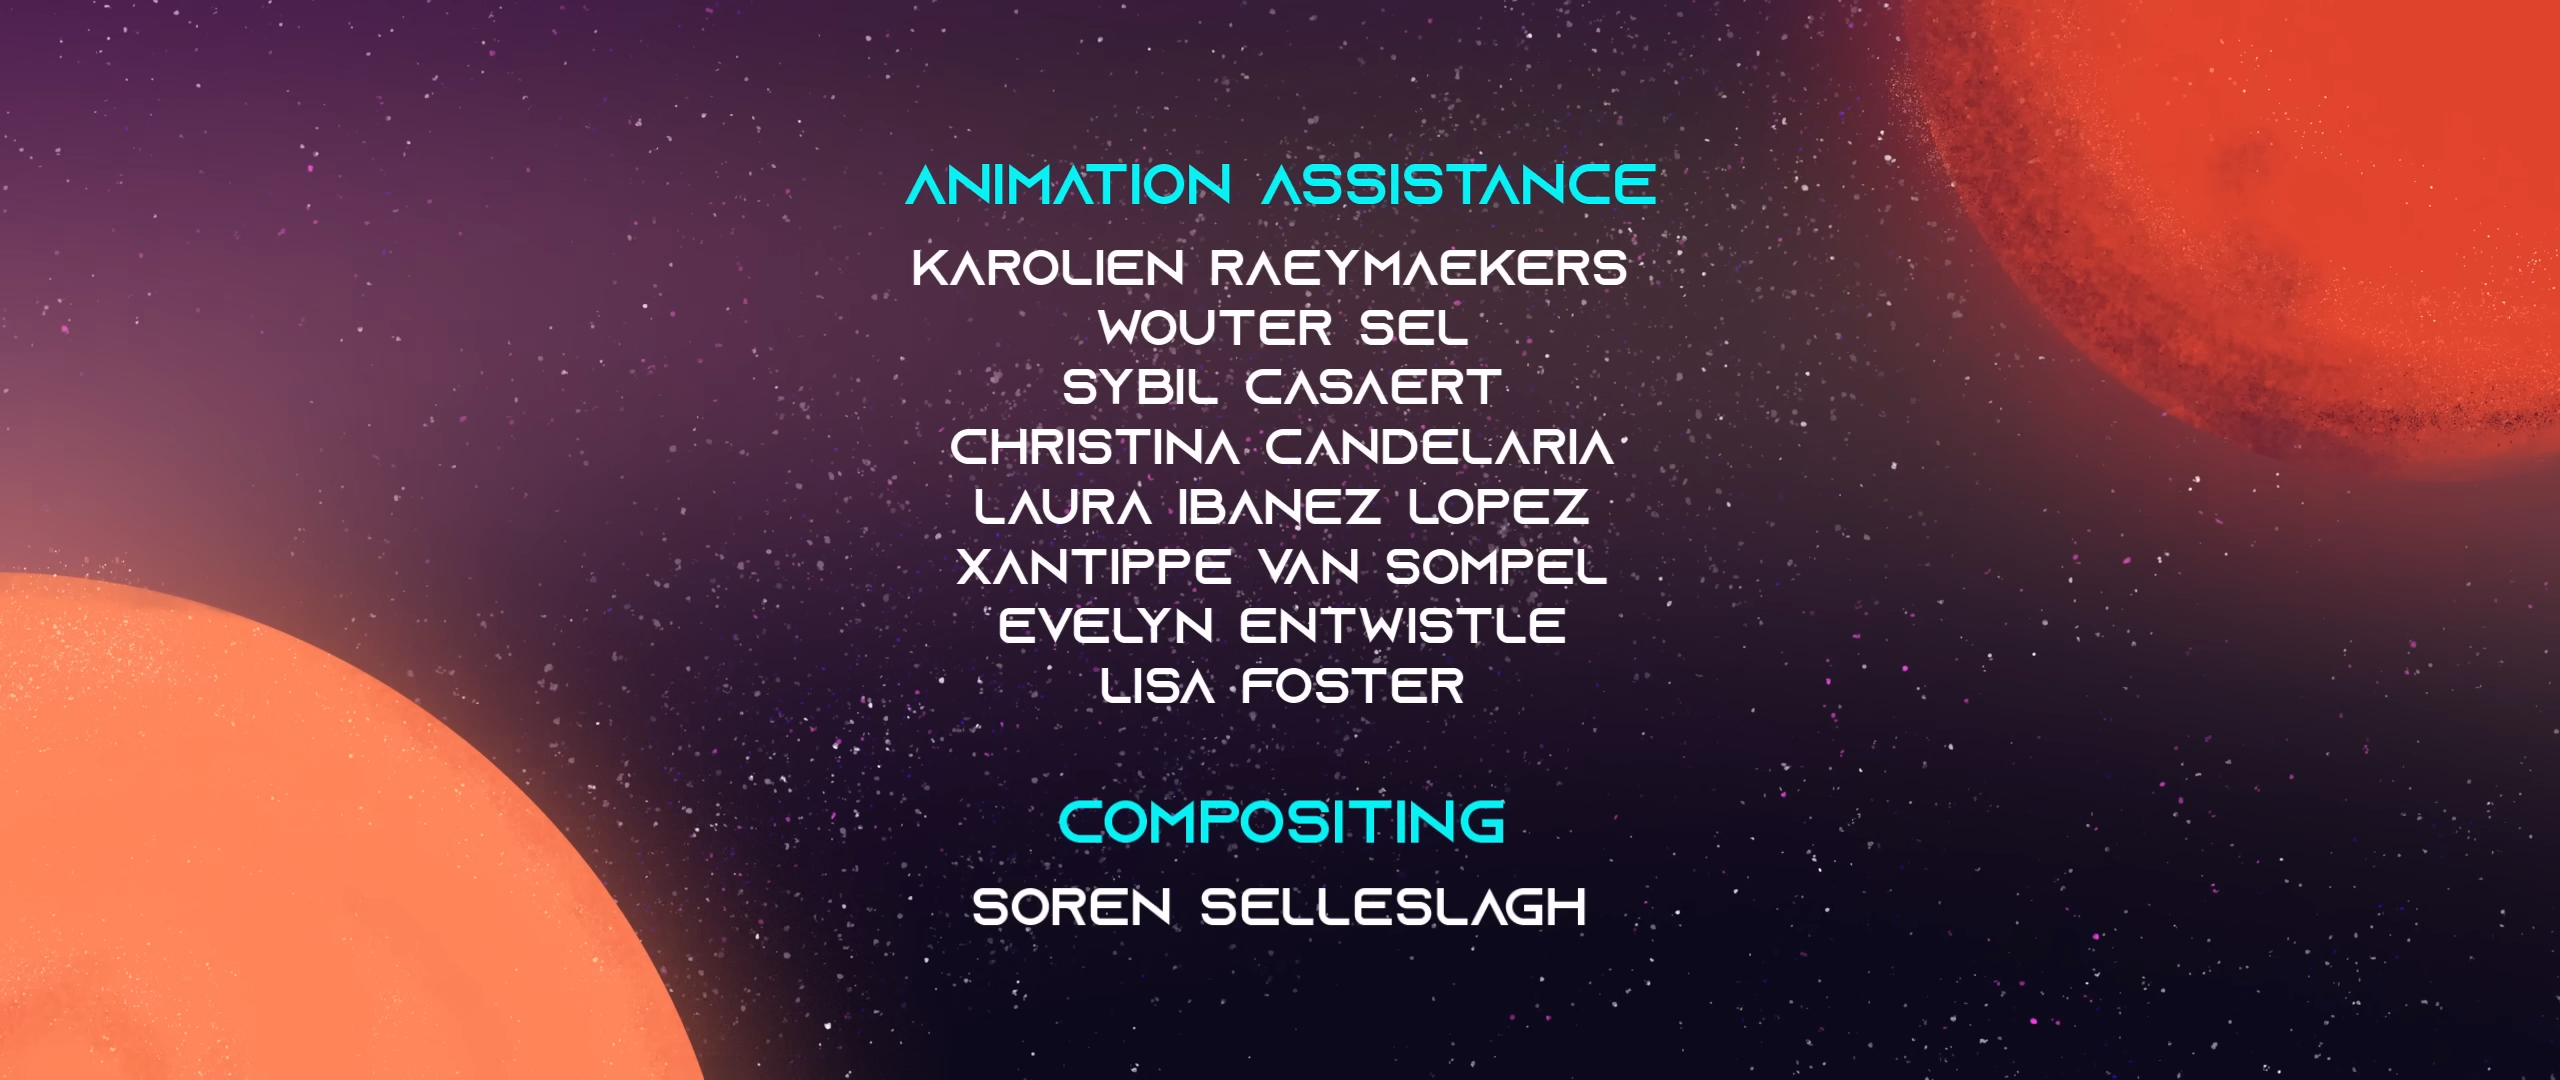 ANIMATION ASSISTANCE
KAROLIEN RAEYMAEKERS
WOUTER SEL
SYBIL CASAERT
CHRISTINA CANDELARIA
LAURA IBANEZ LOPEZ
XANTIPPE VAN SOMPEL
EVELYN ENTWISTLE
LISA FOSTER
COMPOSITING
SOREN SELLESLAGH